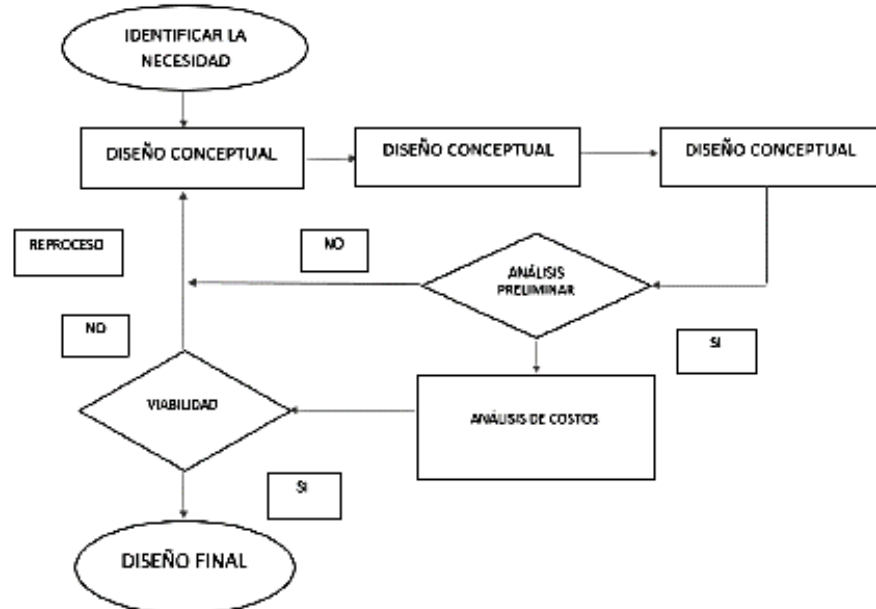 IDENTIFICAR LA
NECESIDAD
DISEÑO CONCEPTUAL
DISEÑO CONCEPTUAL
DISEÑO CONCEPTUAL
REPROCESO
NO
ANÁLISIS
PRELIMINAR
NO
SI
VIABILIDAD
ANÁLISIS DE COSTOS
SI
DISEÑO FINAL